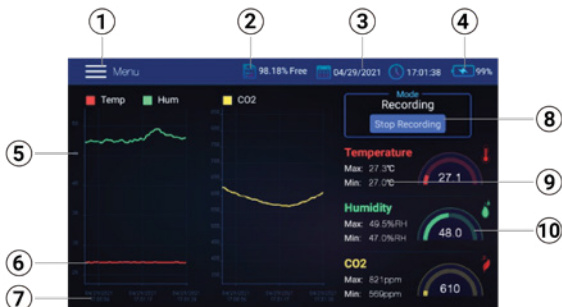 1
2
3
4
Menu
98.18% Free
04/29/2021
17:01:38
99%
Temp
Hum
CO2
Mode
Recording
Stop Recording
8
5
Temperature
Max: 27.3℃
Min: 27.0℃
27.1
9
Humidity
Max: 49.5%RH
Min: 47.0%RH
48.0
10
6
CO2
Max: 821ppm
Min: 569ppm
610
7